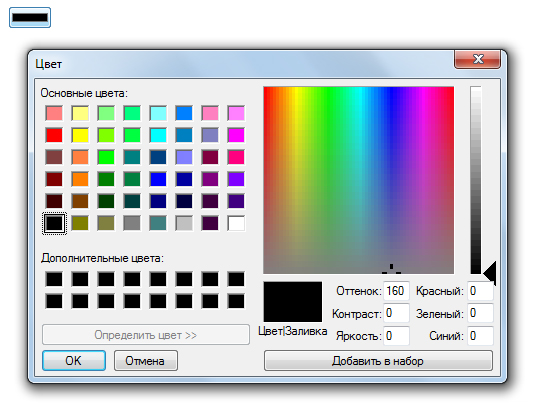 Цвет
Основные цвета:
Дополнительные цвета:
Определить цвет >>
OK
Отмена
Цвет|Заливка
Оттенок: 160
Контраст: 0
Яркость: 0
Красный: 0
Зеленый: 0
Синий: 0
Добавить в набор